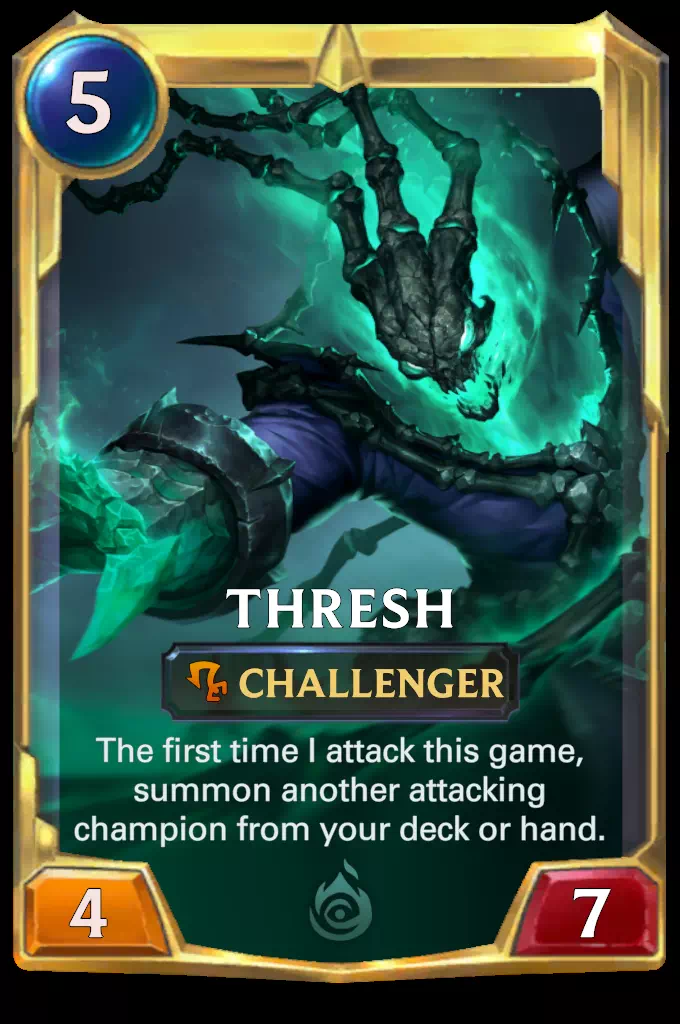 5
THRESH
CHALLENGER
The first time I attack this game,
summon another attacking
champion from your deck or hand.
4
7